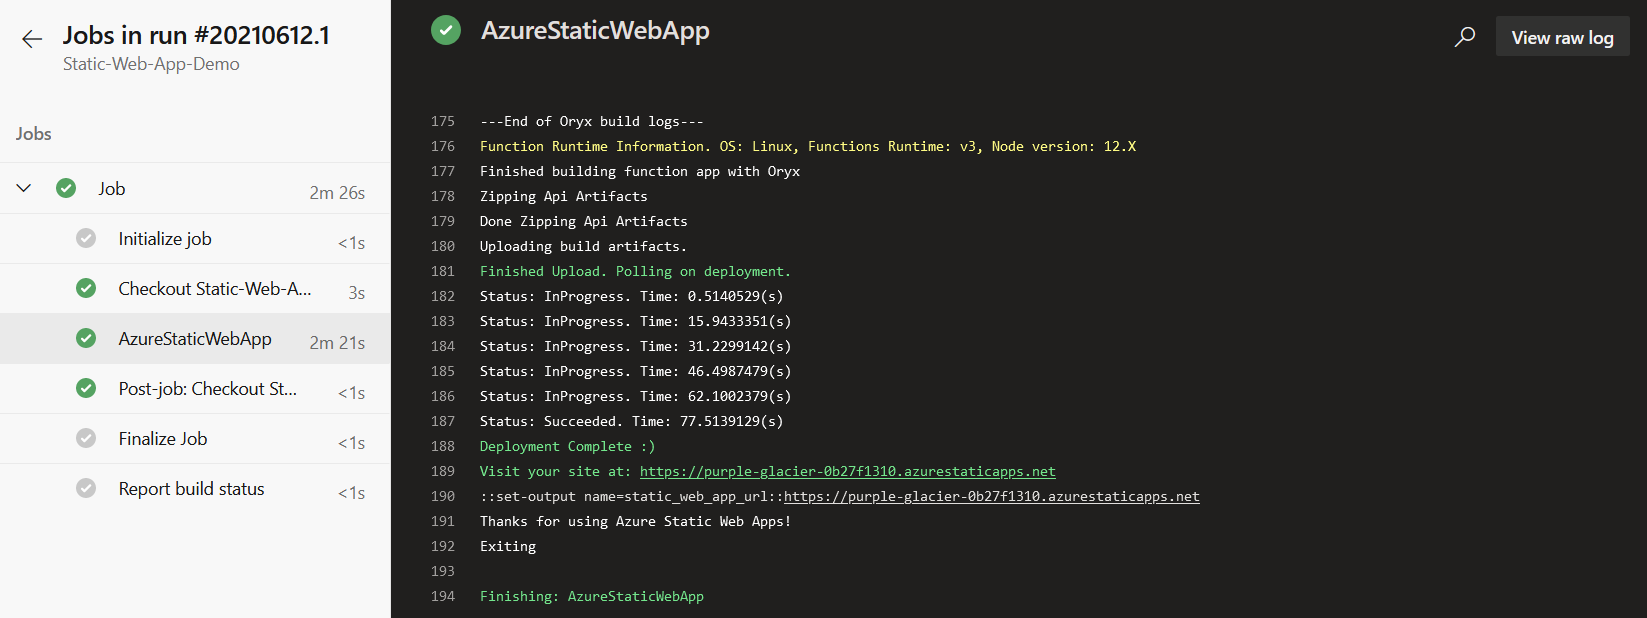 Jobs in run #20210612.1
Static-Web-App-Demo
Jobs
Job 2m 26s
Initialize job <1s
Checkout Static-Web-A... 3s
AzureStaticWebApp 2m 21s
Post-job: Checkout St... <1s
Finalize Job <1s
Report build status <1s
AzureStaticWebApp
View raw log
175 ---End of Oryx build logs---
176 Function Runtime Information. OS: Linux, Functions Runtime: v3, Node version: 12.X
177 Finished building function app with Oryx
178 Zipping Api Artifacts
179 Done Zipping Api Artifacts
180 Uploading build artifacts.
181 Finished Upload. Polling on deployment.
182 Status: InProgress. Time: 0.5140529(s)
183 Status: InProgress. Time: 15.9433351(s)
184 Status: InProgress. Time: 31.2299142(s)
185 Status: InProgress. Time: 46.4987479(s)
186 Status: InProgress. Time: 62.1002379(s)
187 Status: Succeeded. Time: 77.5139129(s)
188 Deployment Complete :)
189 Visit your site at: https://purple-glacier-0b27f1310.azurestaticapps.net
190 ::set-output name=static_web_app_url::https://purple-glacier-0b27f1310.azurestaticapps.net
191 Thanks for using Azure Static Web Apps!
192 Exiting
193
194 Finishing: AzureStaticWebApp